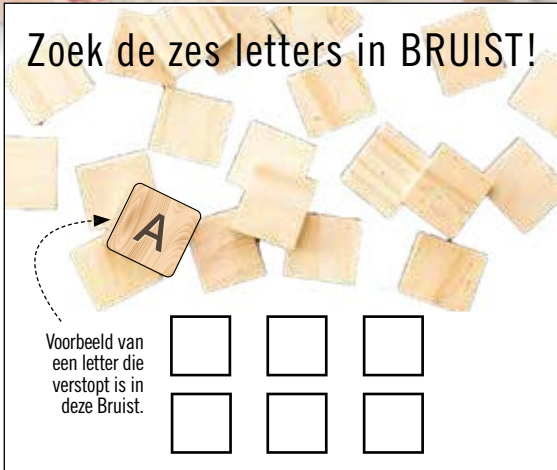 Zoek de zes letters in BRUIST!
A
Voorbeeld van
een letter die
verstopt is in
deze Bruist.